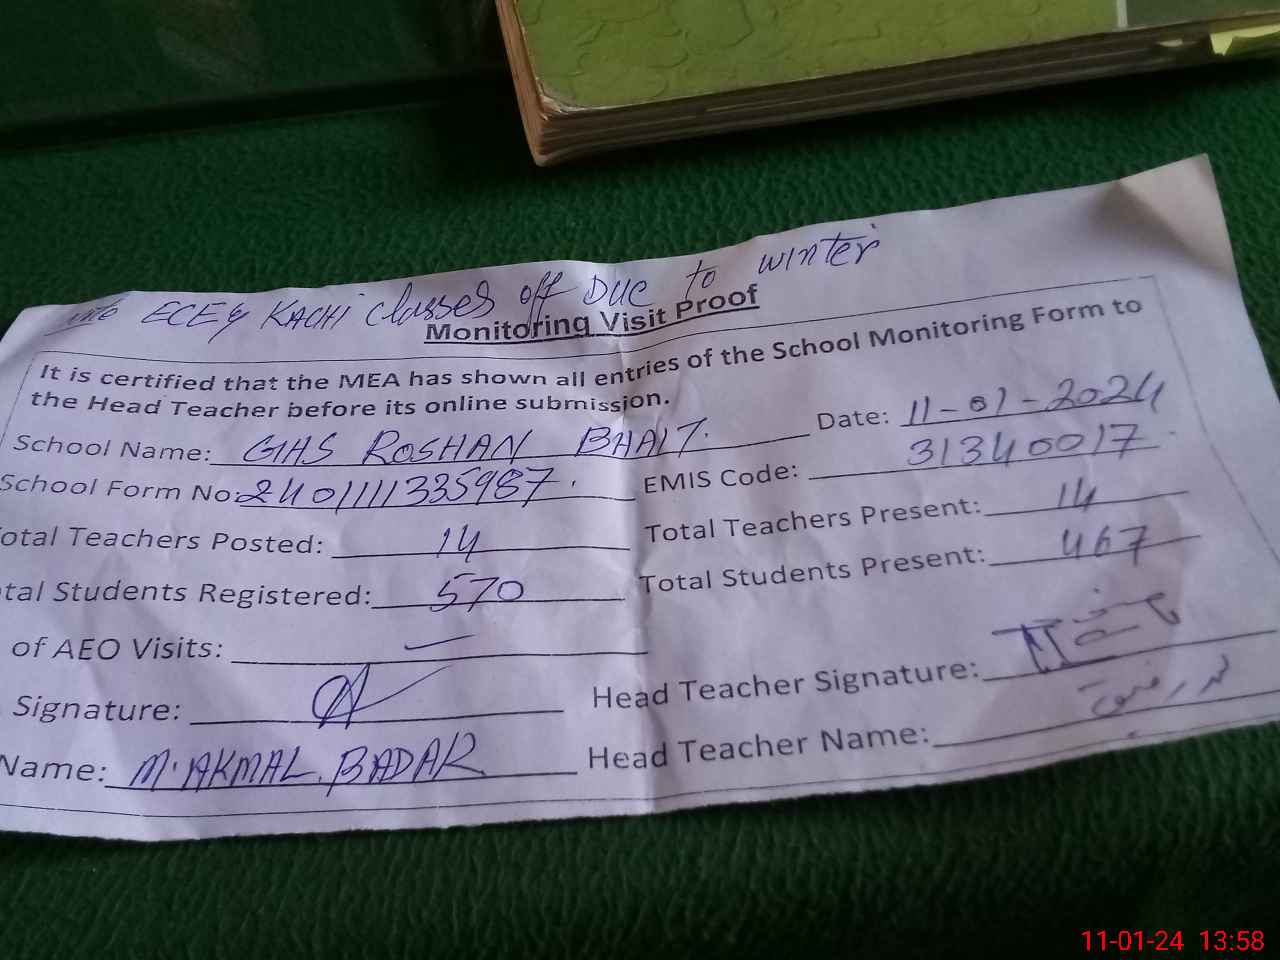 ECE & KACHI classes off Due to winter
Monitoring Visit Proof
It is certified that the MEA has shown all entries of the School Monitoring Form to
the Head Teacher before its online submission.
School Name: GHS ROSHAN BHAIT. Date: 11-01-2024
School Form No: 2401111335987. EMIS Code: 31340017
otal Teachers Posted: 14 Total Teachers Present: 14
tal Students Registered: 570 Total Students Present: 467
of AEO Visits: —
Signature: Head Teacher Signature:
Name: M. AKMAL BADAR Head Teacher Name:
11-01-24 13:58